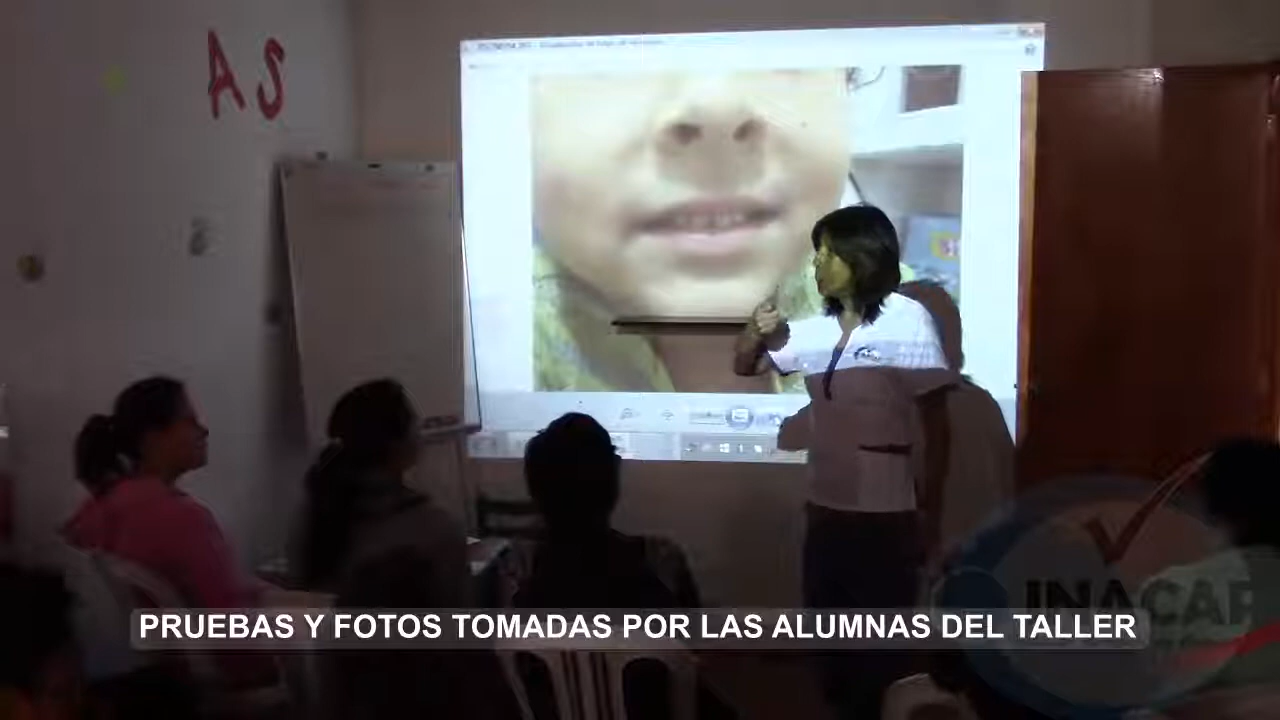 AS
PRUEBAS Y FOTOS TOMADAS POR LAS ALUMNAS DEL TALLER
INACAP